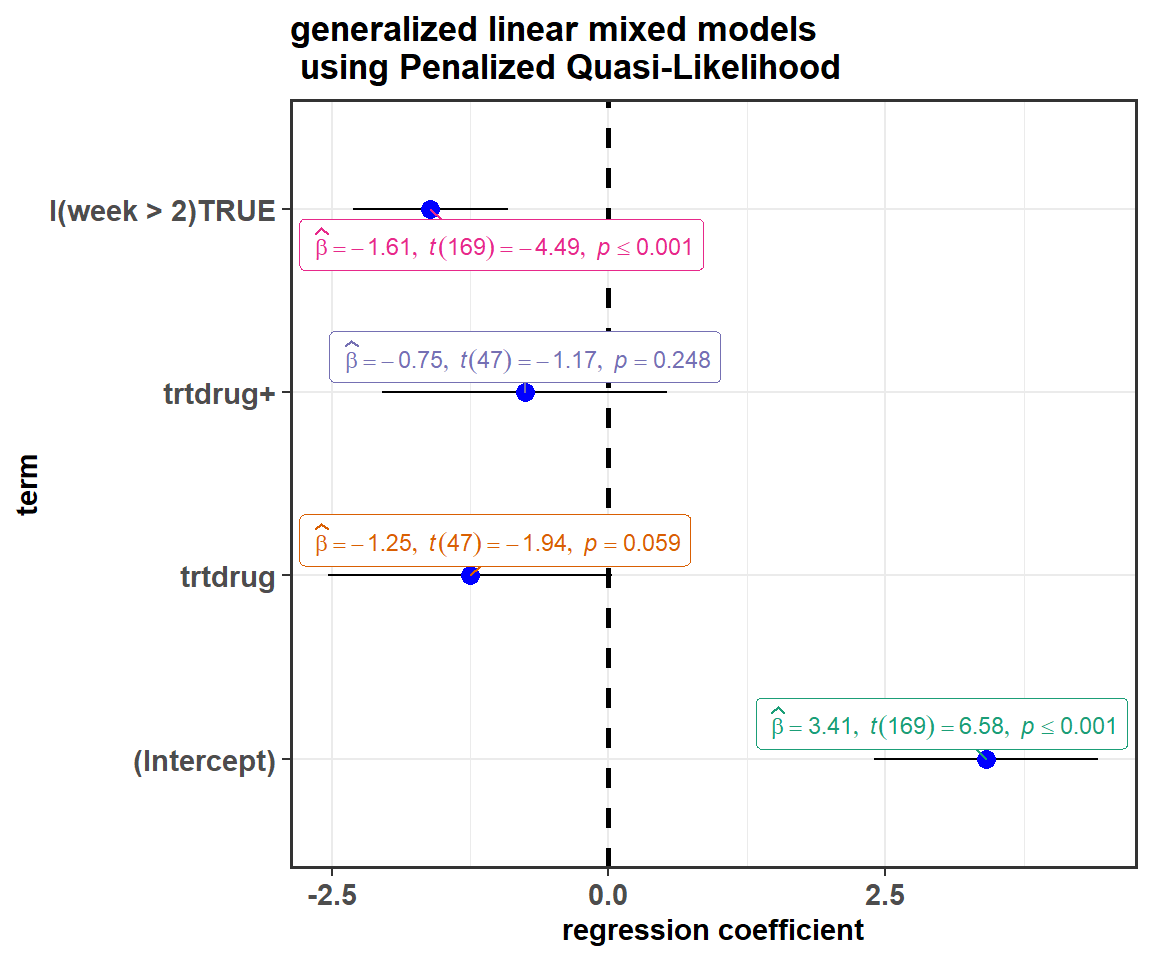 generalized linear mixed models
using Penalized Quasi-Likelihood
I(week > 2)TRUE
β̂ = −1.61, t(169) = −4.49, p ≤ 0.001
β̂ = −0.75, t(47) = −1.17, p = 0.248
trtdrug+
term
β̂ = −1.25, t(47) = −1.94, p = 0.059
trtdrug
β̂ = 3.41, t(169) = 6.58, p ≤ 0.001
(Intercept)
-2.5 0.0 2.5
regression coefficient